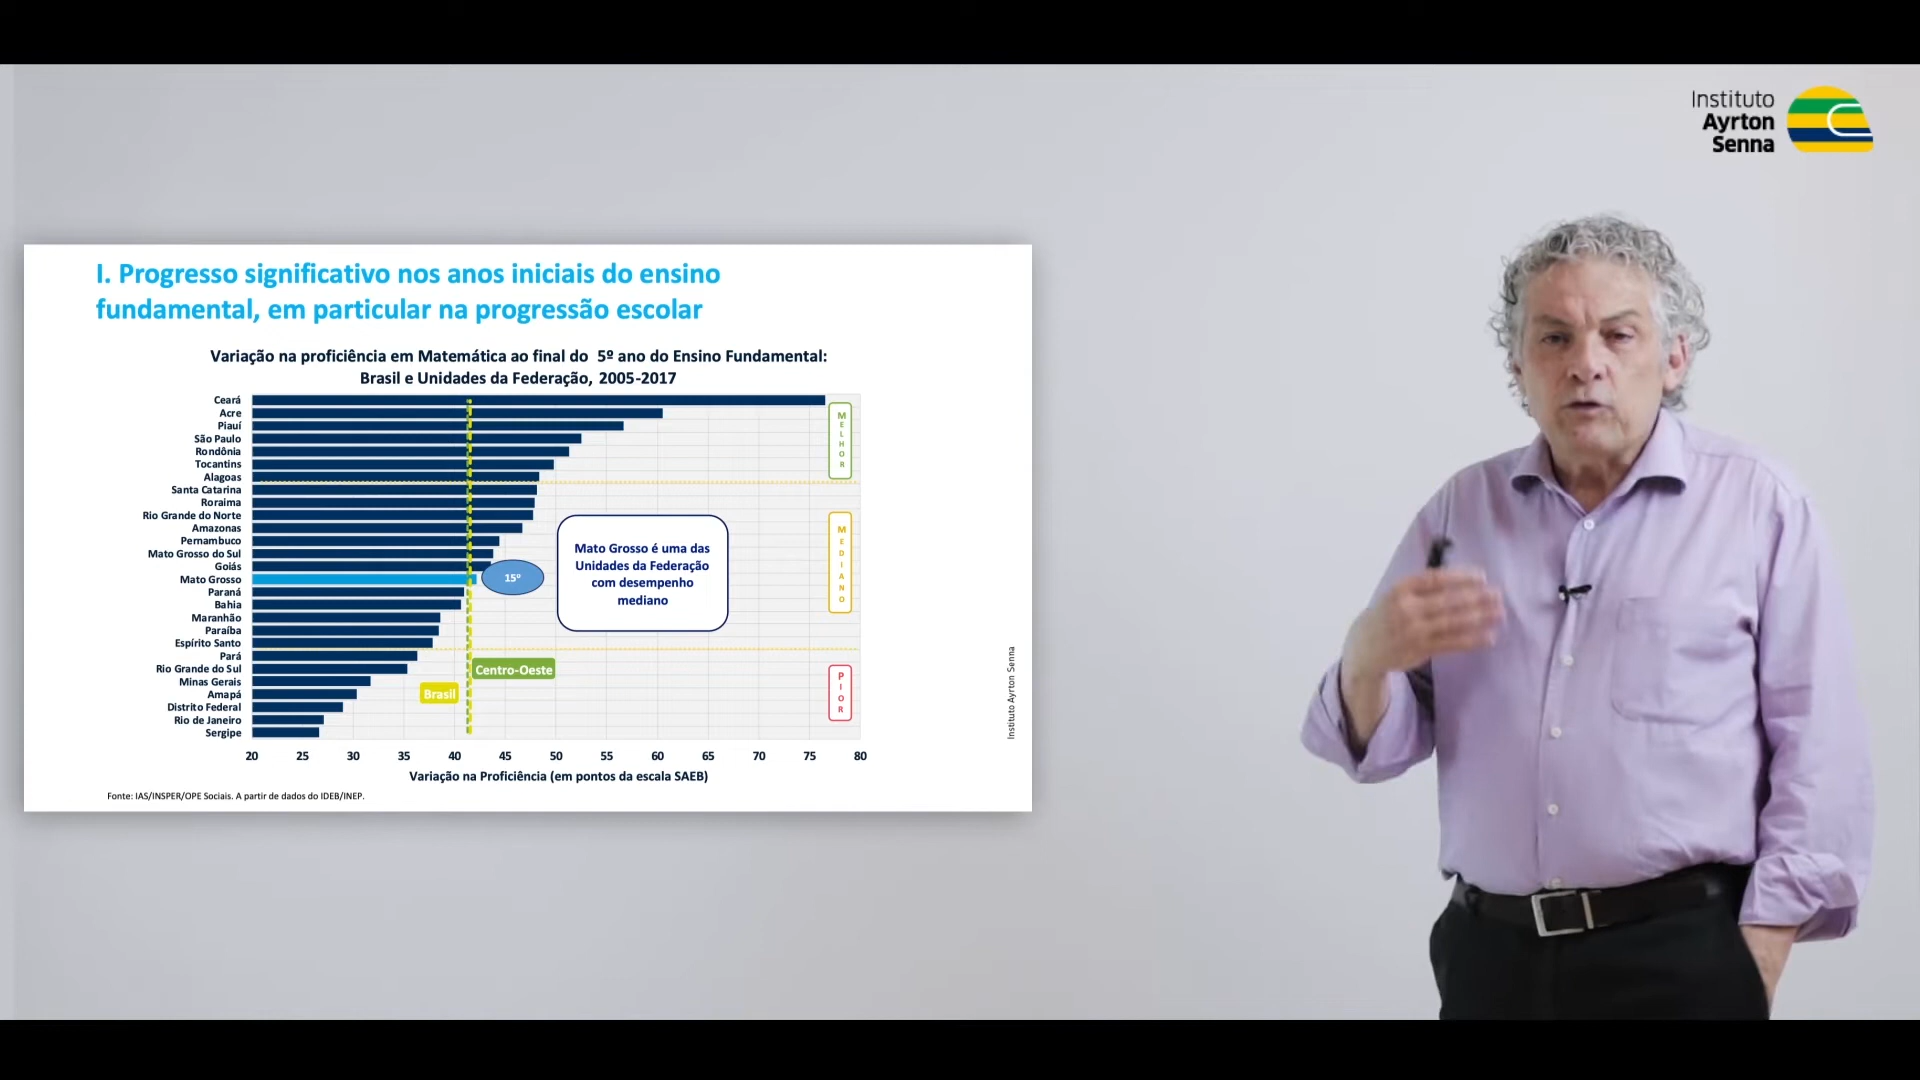 Instituto
Ayrton
Senna
I. Progresso significativo nos anos iniciais do ensino
fundamental, em particular na progressão escolar
Variação na proficiência em Matemática ao final do 5º ano do Ensino Fundamental:
Brasil e Unidades da Federação, 2005-2017
Ceará
Acre
Piauí
São Paulo
Rondônia
Tocantins
Alagoas
Santa Catarina
Roraima
Rio Grande do Norte
Amazonas
Pernambuco
Mato Grosso do Sul
Goiás
Mato Grosso
Paraná
Bahia
Maranhão
Paraíba
Espírito Santo
Pará
Rio Grande do Sul
Minas Gerais
Amapá
Distrito Federal
Rio de Janeiro
Sergipe
15º
Mato Grosso é uma das
Unidades da Federação
com desempenho
mediano
MELHOR
MEDIANO
PIOR
Centro-Oeste
Brasil
20 25 30 35 40 45 50 55 60 65 70 75 80
Variação na Proficiência (em pontos da escala SAEB)
Fonte: IAS/INSPER/OPE Sociais. A partir de dados do IDEB/INEP.
Instituto Ayrton Senna